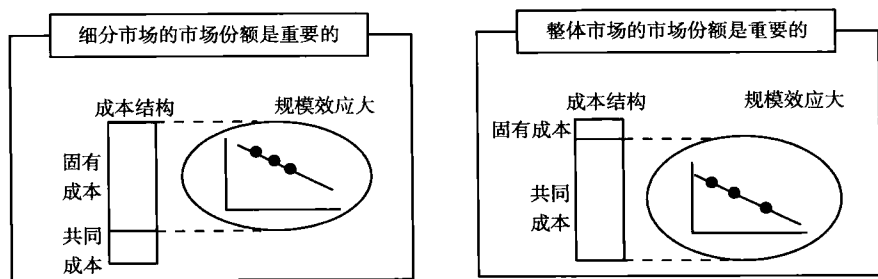 细分市场的市场份额是重要的
成本结构
规模效应大
固有
成本
共同
成本
整体市场的市场份额是重要的
成本结构
规模效应大
固有成本
共同
成本